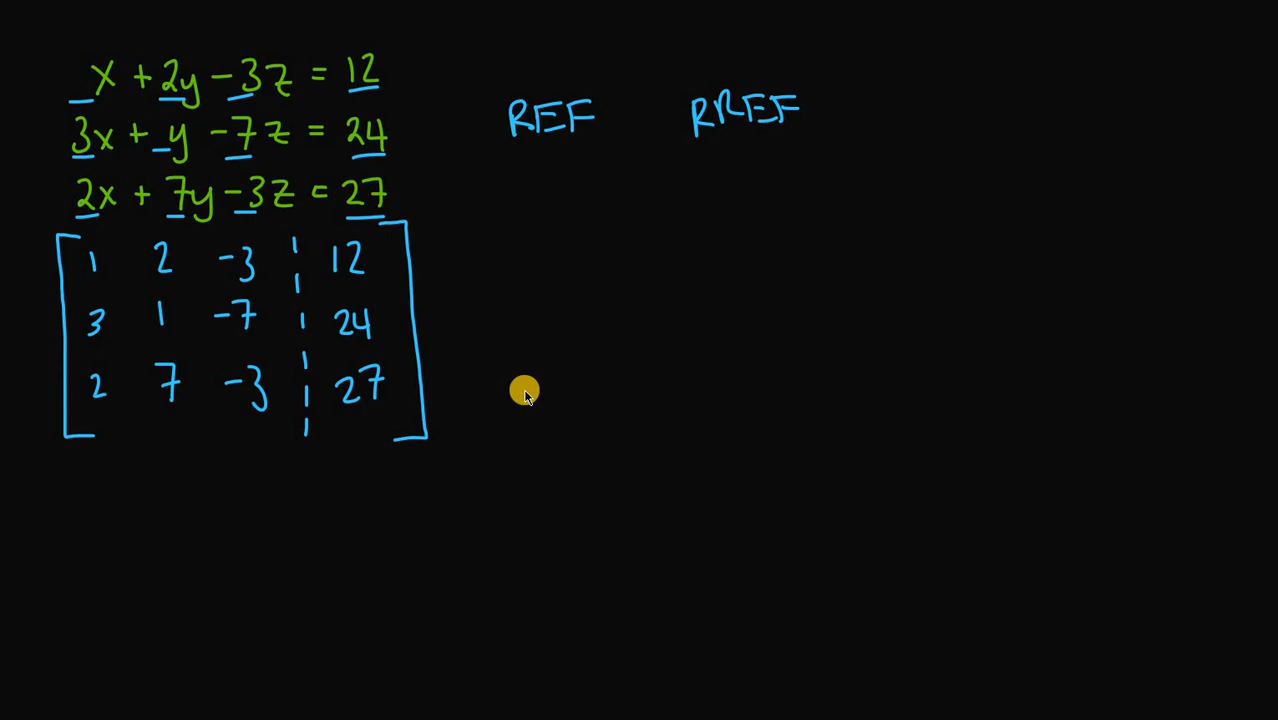 x + 2y - 3z = 12
3x + y - 7z = 24
2x + 7y - 3z = 27
REF RREF
1 2 -3 12
3 1 -7 24
2 7 -3 27